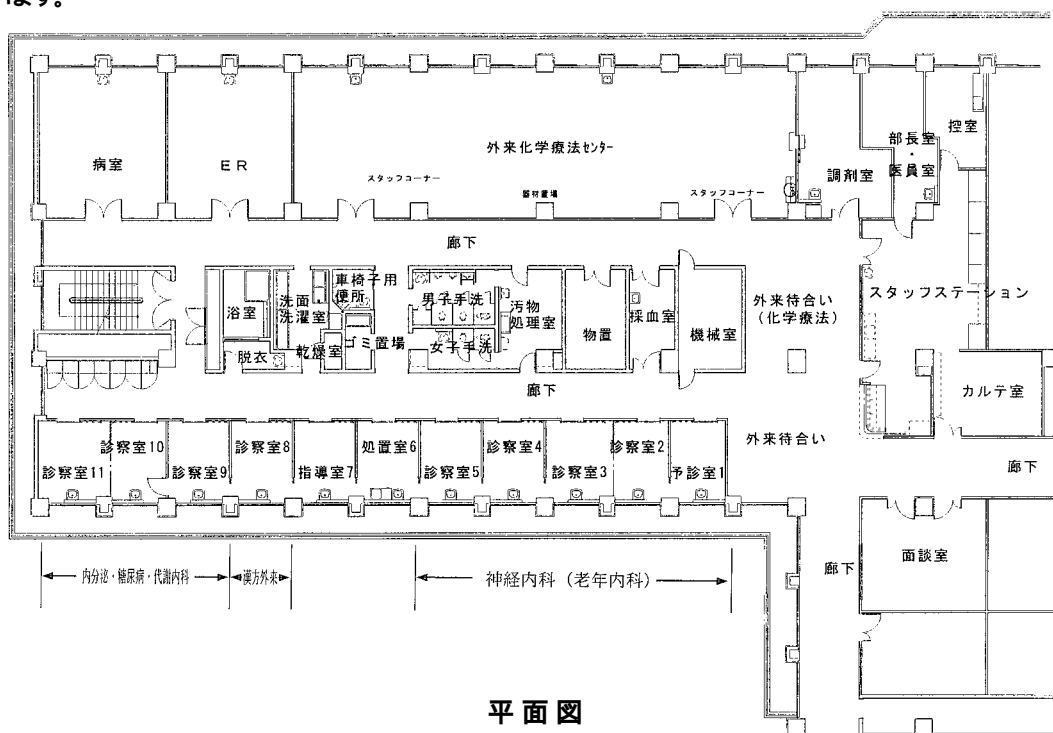 ます。
病室
ER
外来化学療法センター
スタッフコーナー
器材置場
スタッフコーナー
調剤室
部長室
・
医員室
控室
廊下
浴室
脱衣
洗面
洗濯室
乾燥室
車椅子用
便所
ゴミ置場
男子手洗
女子手洗
汚物
処理室
物置
採血室
機械室
外来待合い
(化学療法)
スタッフステーション
カルテ室
廊下
診察室11
診察室10
診察室9
診察室8
指導室7
処置室6
診察室5
診察室4
診察室3
診察室2
予診室1
外来待合い
廊下
内分泌・糖尿病・代謝内科
漢方外来
神経内科(老年内科)
廊下
面談室
平面図